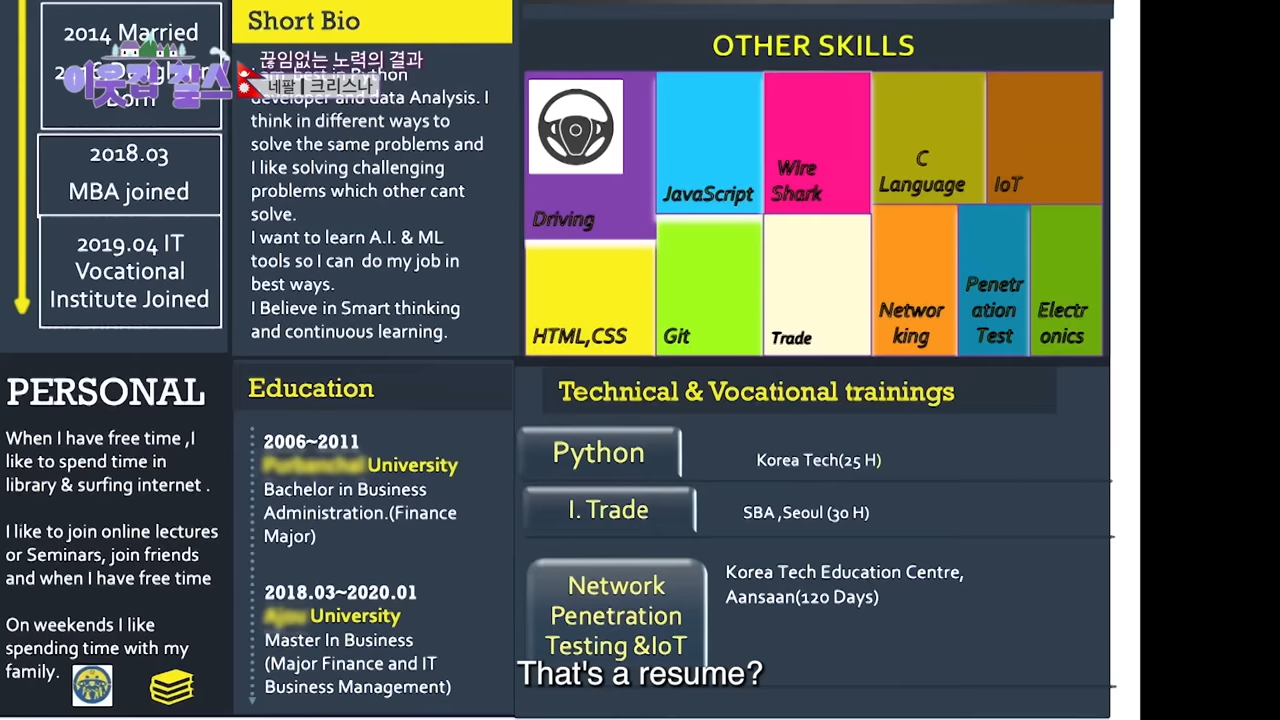 2014 Married
Born
2018.03
MBA joined
2019.04 IT
Vocational
Institute Joined
이웃집 찰스
끊임없는 노력의 결과
네팔 | 크리스나
Short Bio
developer and data Analysis. I
think in different ways to
solve the same problems and
I like solving challenging
problems which other cant
solve.
I want to learn A.I. & ML
tools so I can do my job in
best ways.
I Believe in Smart thinking
and continuous learning.
OTHER SKILLS
Driving
JavaScript
Wire
Shark
C
Language
IoT
HTML,CSS
Git
Trade
Networ
king
Penetr
ation
Test
Electr
onics
PERSONAL
When I have free time ,I
like to spend time in
library & surfing internet .
I like to join online lectures
or Seminars, join friends
and when I have free time
On weekends I like
spending time with my
family.
Education
2006~2011
University
Bachelor in Business
Administration.(Finance
Major)
2018.03~2020.01
University
Master In Business
(Major Finance and IT
Business Management)
Technical & Vocational trainings
Python
Korea Tech(25 H)
I. Trade
SBA ,Seoul (30 H)
Network
Penetration
Testing &IoT
Korea Tech Education Centre,
Aansaan(120 Days)
That's a resume?